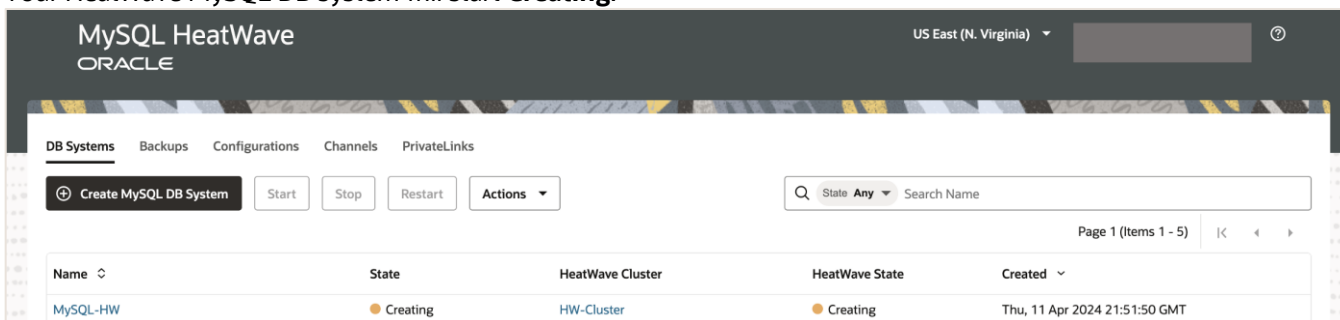 MySQL HeatWave
US East (N. Virginia)
ORACLE
DB Systems Backups Configurations Channels PrivateLinks
Create MySQL DB System Start Stop Restart Actions State Any Search Name
Page 1 (Items 1 - 5)
Name State HeatWave Cluster HeatWave State Created
MySQL-HW Creating HW-Cluster Creating Thu, 11 Apr 2024 21:51:50 GMT